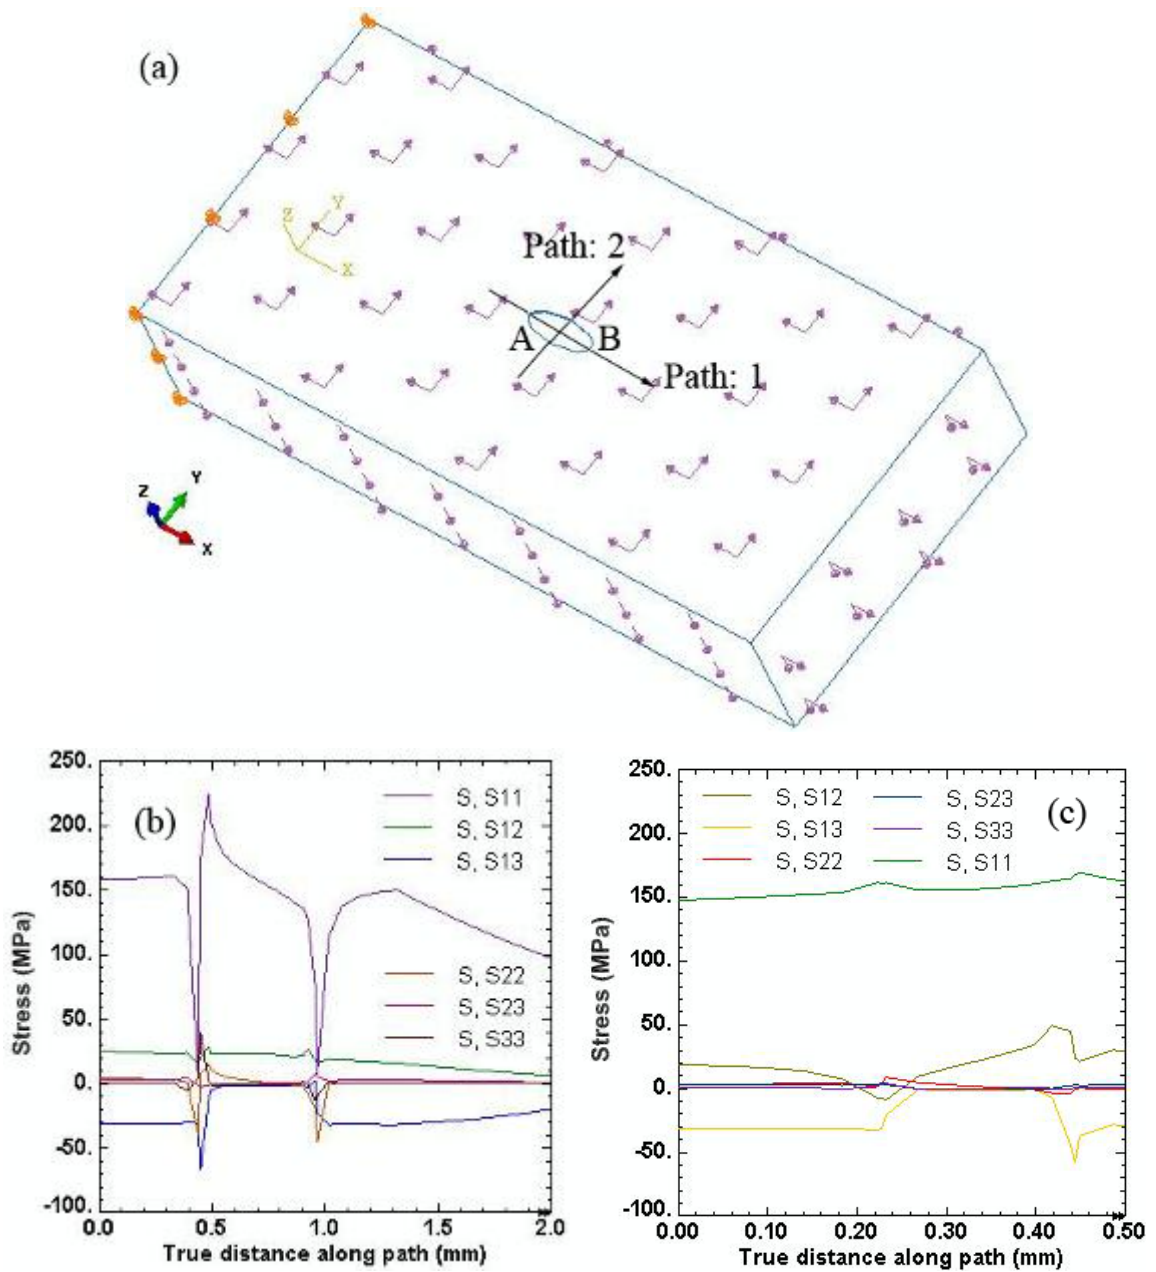 (a)
Y
Z
X
Path: 2
A
B
Path: 1
Z
Y
X
(b)
250.
200.
150.
100.
50.
0.
-50.
-100.
Stress (MPa)
S, S11
S, S12
S, S13
S, S22
S, S23
S, S33
0.0
0.5
1.0
1.5
2.0
True distance along path (mm)
(c)
250.
200.
150.
100.
50.
0.
-50.
-100.
Stress (MPa)
S, S12
S, S23
S, S13
S, S33
S, S22
S, S11
0.00
0.10
0.20
0.30
0.40
0.50
True distance along path (mm)